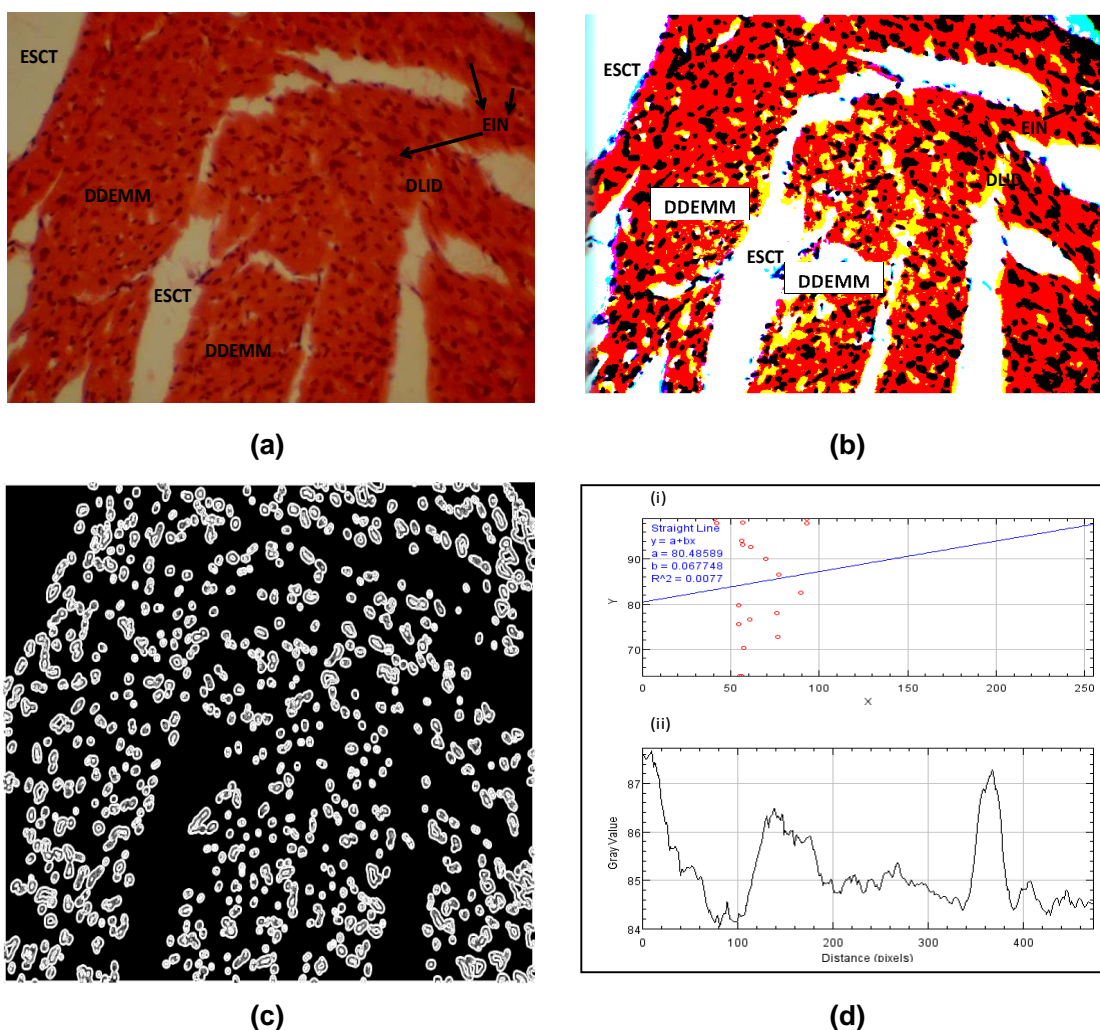 ESCT
EIN
DLID
DDEMM
ESCT
DDEMM
(a)
ESCT
EIN
DLID
DDEMM
ESCT
DDEMM
(b)
(c)
(i)
Straight Line
y = a+bx
a = 80.48589
b = 0.067748
R^2 = 0.0077
90
80
70
Y
0 50 100 150 200 250
X
(ii)
87
86
85
84
Gray Value
0 100 200 300 400
Distance (pixels)
(d)